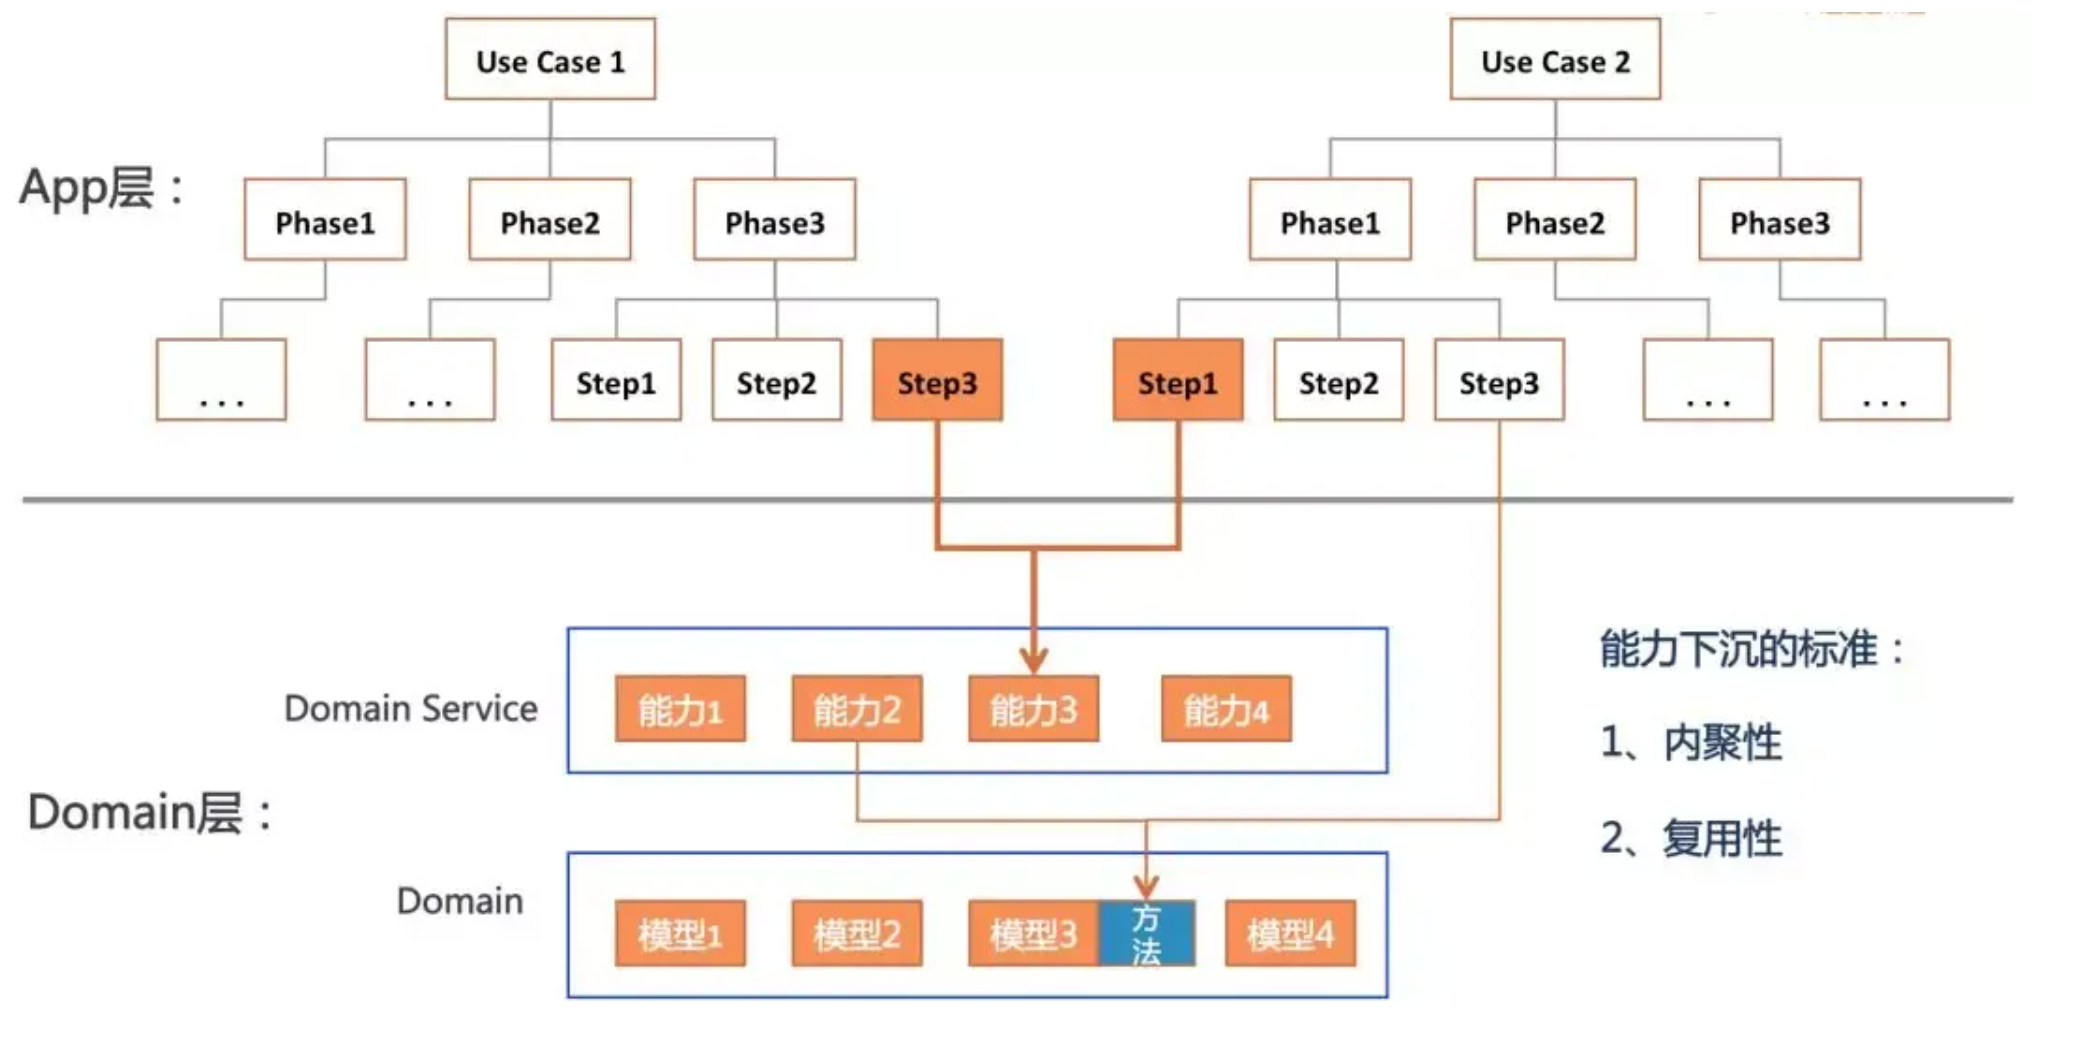 Use Case 1
Use Case 2
App层：
Phase1
Phase2
Phase3
Phase1
Phase2
Phase3
...
...
Step1
Step2
Step3
Step1
Step2
Step3
...
...
能力下沉的标准：
Domain Service
能力1
能力2
能力3
能力4
1、内聚性
Domain层：
2、复用性
Domain
模型1
模型2
模型3
方
法
模型4